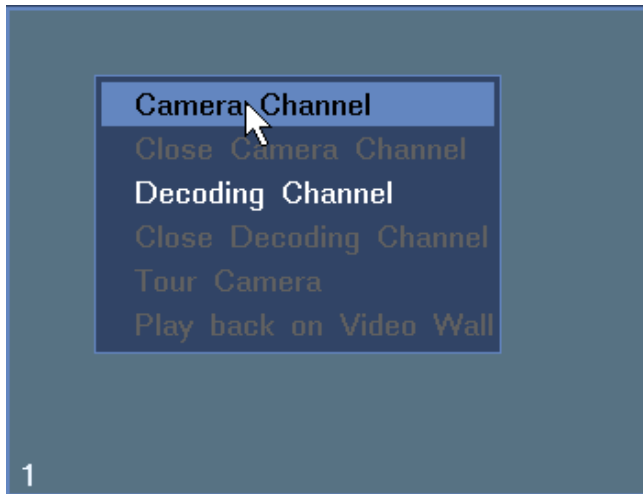 Camera Channel
Close Camera Channel
Decoding Channel
Close Decoding Channel
Tour Camera
Play back on Video Wall
1